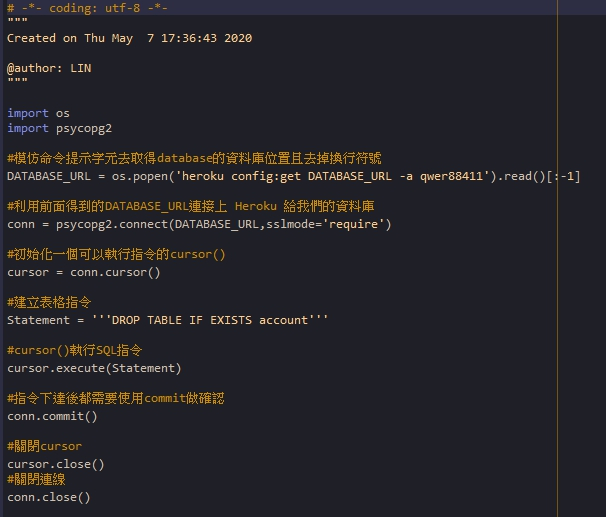 # -*- coding: utf-8 -*-
"""
Created on Thu May  7 17:36:43 2020

@author: LIN
"""

import os
import psycopg2

#模仿命令提示字元去取得database的資料庫位置且去掉換行符號
DATABASE_URL = os.popen('heroku config:get DATABASE_URL -a qwer88411').read()[:-1]

#利用前面得到的DATABASE_URL連接上 Heroku 給我們的資料庫
conn = psycopg2.connect(DATABASE_URL,sslmode='require')

#初始化一個可以執行指令的cursor()
cursor = conn.cursor()

#建立表格指令
Statement = '''DROP TABLE IF EXISTS account'''

#cursor()執行SQL指令
cursor.execute(Statement)

#指令下達後都需要使用commit做確認
conn.commit()

#關閉cursor
cursor.close()
#關閉連線
conn.close()